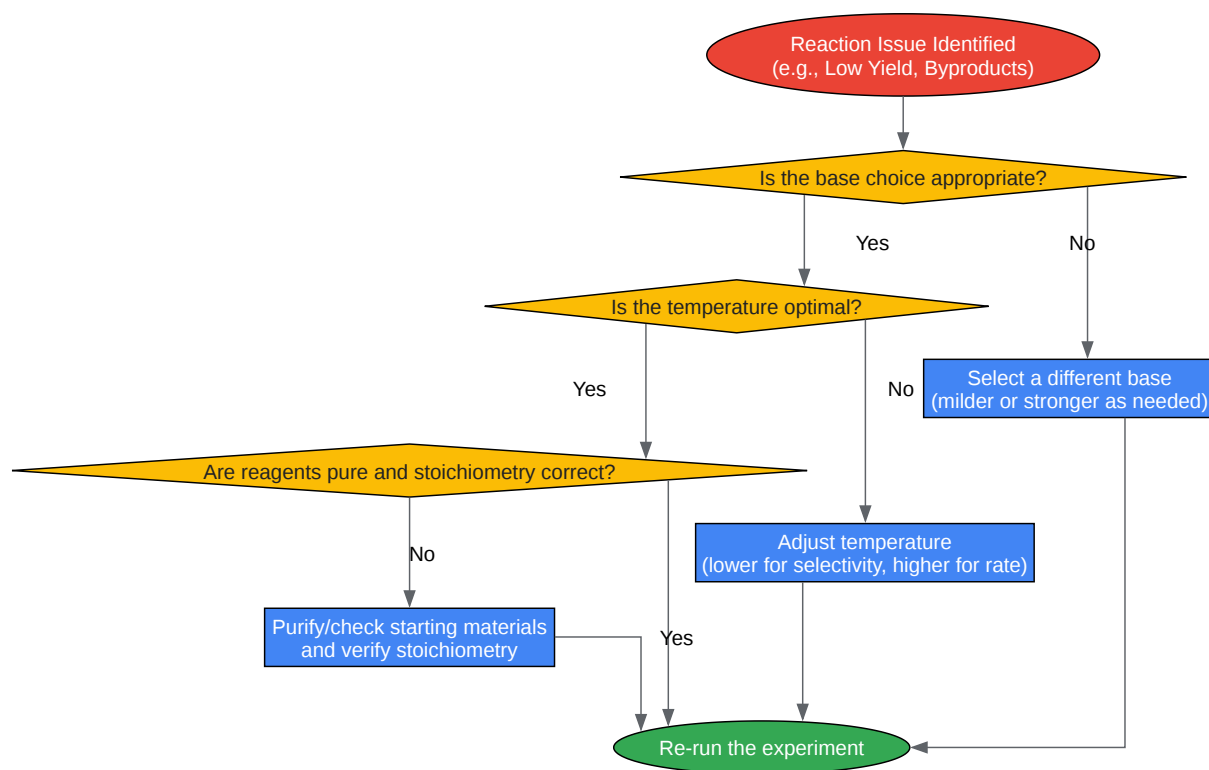 Reaction Issue Identified
(e.g., Low Yield, Byproducts)
Is the base choice appropriate?
Yes
No
Is the temperature optimal?
Yes
No
Select a different base
(milder or stronger as needed)
Are reagents pure and stoichiometry correct?
No
Adjust temperature
(lower for selectivity, higher for rate)
Purify/check starting materials
and verify stoichiometry
Yes
Re-run the experiment